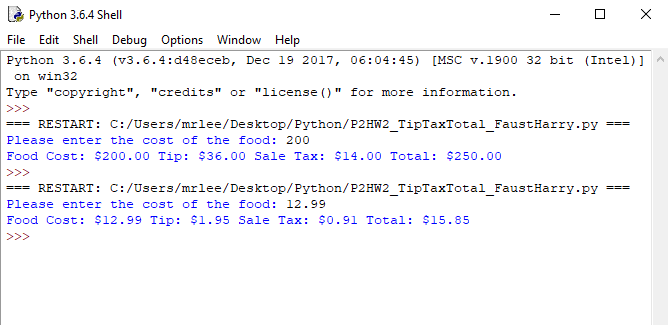 Python 3.6.4 Shell
File Edit Shell Debug Options Window Help
Python 3.6.4 (v3.6.4:d48eceb, Dec 19 2017, 06:04:45) [MSC v.1900 32 bit (Intel)]
on win32
Type "copyright", "credits" or "license()" for more information.
>>>
=== RESTART: C:/Users/mrlee/Desktop/Python/P2HW2_TipTaxTotal_FaustHarry.py ===
Please enter the cost of the food: 200
Food Cost: $200.00 Tip: $36.00 Sale Tax: $14.00 Total: $250.00
>>>
=== RESTART: C:/Users/mrlee/Desktop/Python/P2HW2_TipTaxTotal_FaustHarry.py ===
Please enter the cost of the food: 12.99
Food Cost: $12.99 Tip: $1.95 Sale Tax: $0.91 Total: $15.85
>>>